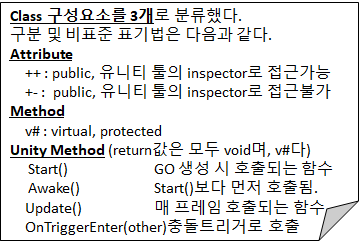 Class 구성요소를 3개로 분류했다.
구분 및 비표준 표기법은 다음과 같다.
Attribute
++ : public, 유니티 툴의 inspector로 접근가능
+- : public, 유니티 툴의 inspector로 접근불가
Method
v# : virtual, protected
Unity Method (return값은 모두 void며, v#다)
Start() GO 생성 시 호출되는 함수
Awake() Start()보다 먼저 호출됨.
Update() 매 프레임 호출되는 함수
OnTriggerEnter(other)충돌트리거로 호출